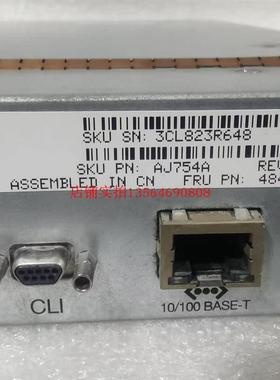 SKU SN: 3CL823R648
SKU PN: AJ754A
ASSEMBLED IN CN FRU PN: 48
店铺实拍13564690808
CLI
10/100 BASE-T